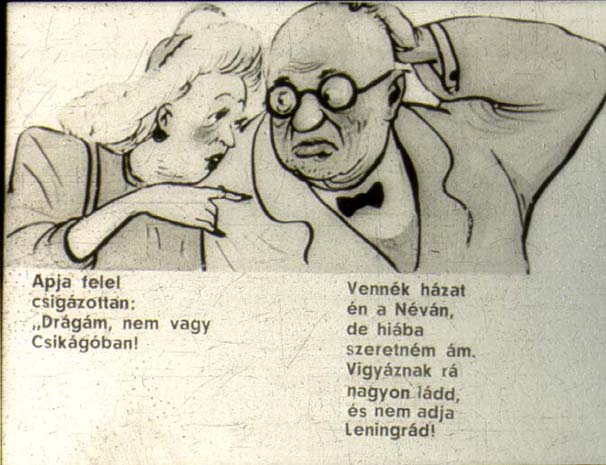 Apja felel
csigázottan:
„Drágám, nem vagy
Csikágóban!
Vennék házat
én a Néván,
de hiába
szeretném ám.
Vigyáznak rá
nagyon ládd,
és nem adja
Leningrád!